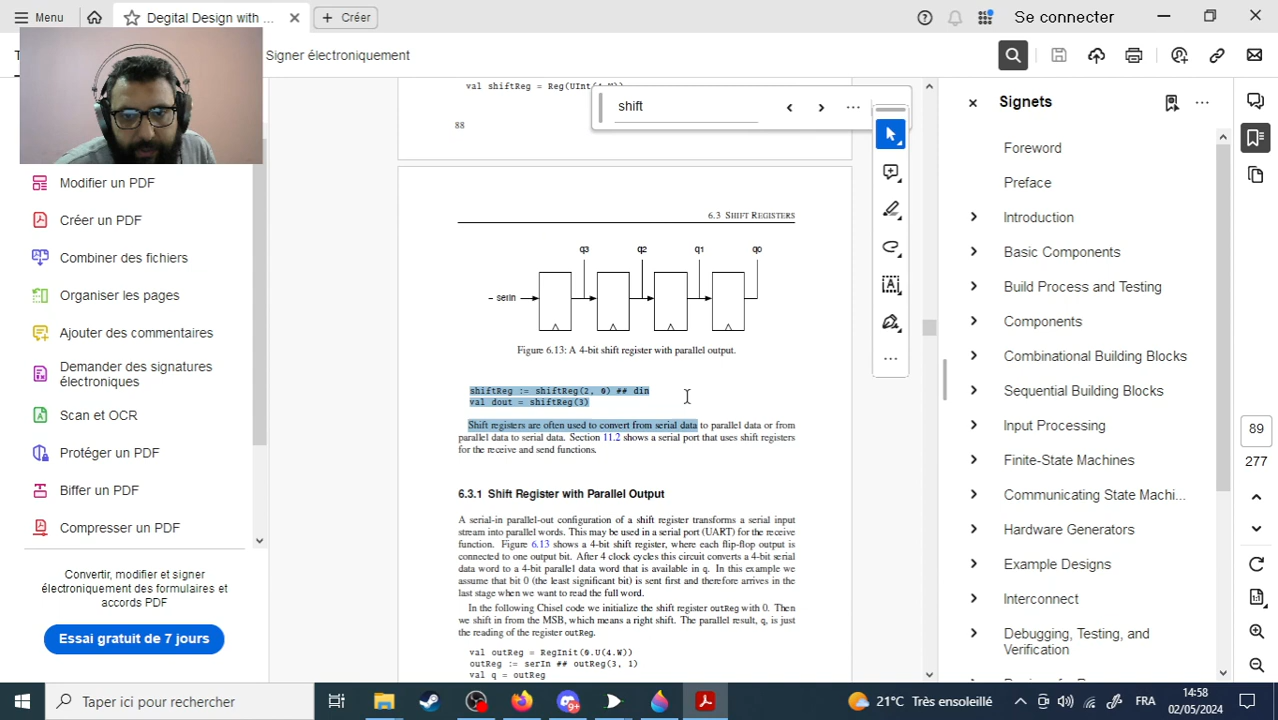 Menu
Degital Design with ...
Créer
Se connecter
Signer électroniquement
Modifier un PDF
Créer un PDF
Combiner des fichiers
Organiser les pages
Ajouter des commentaires
Demander des signatures
électroniques
Scan et OCR
Protéger un PDF
Biffer un PDF
Compresser un PDF
Convertir, modifier et signer
électroniquement des formulaires et
accords PDF
Essai gratuit de 7 jours
val shiftReg = Reg(UInt(4.W))
88
shift
6.3 SHIFT REGISTERS
q3 q2 q1 q0
serIn
Figure 6.13: A 4-bit shift register with parallel output.
shiftReg := shiftReg(2, 0) ## din
val dout = shiftReg(3)
Shift registers are often used to convert from serial data to parallel data or from
parallel data to serial data. Section 11.2 shows a serial port that uses shift registers
for the receive and send functions.
6.3.1 Shift Register with Parallel Output
A serial-in parallel-out configuration of a shift register transforms a serial input
stream into parallel words. This may be used in a serial port (UART) for the receive
function. Figure 6.13 shows a 4-bit shift register, where each flip-flop output is
connected to one output bit. After 4 clock cycles this circuit converts a 4-bit serial
data word to a 4-bit parallel data word that is available in q. In this example we
assume that bit 0 (the least significant bit) is sent first and therefore arrives in the
last stage when we want to read the full word.
In the following Chisel code we initialize the shift register outReg with 0. Then
we shift in from the MSB, which means a right shift. The parallel result, q, is just
the reading of the register outReg.
val outReg = RegInit(0.U(4.W))
outReg := serIn ## outReg(3, 1)
val q = outReg
Signets
Foreword
Preface
Introduction
Basic Components
Build Process and Testing
Components
Combinational Building Blocks
Sequential Building Blocks
Input Processing
Finite-State Machines
Communicating State Machi...
Hardware Generators
Example Designs
Interconnect
Debugging, Testing, and
Verification
89
277
Taper ici pour rechercher
9+
21°C Très ensoleillé
FRA
14:58
02/05/2024